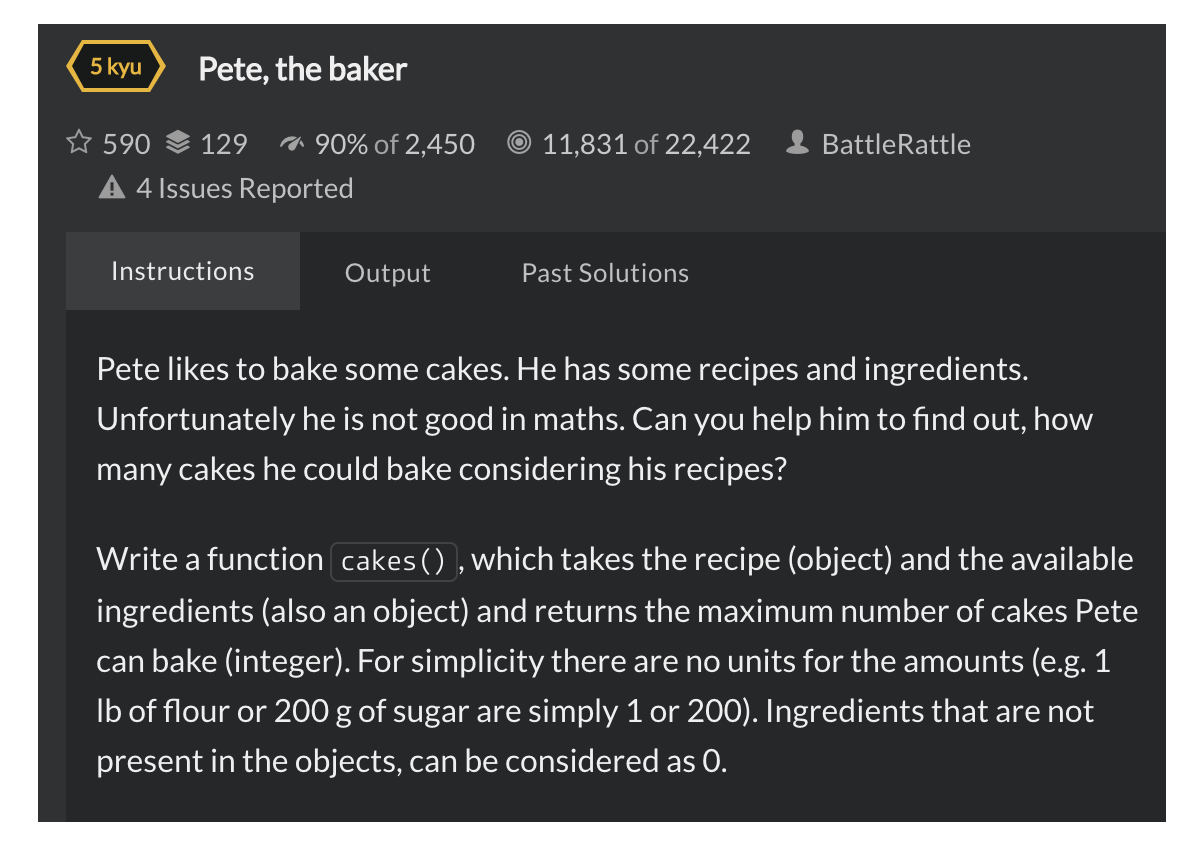 5 kyu Pete, the baker
590 129 90% of 2,450 11,831 of 22,422 BattleRattle
4 Issues Reported
Instructions Output Past Solutions
Pete likes to bake some cakes. He has some recipes and ingredients.
Unfortunately he is not good in maths. Can you help him to find out, how
many cakes he could bake considering his recipes?
Write a function cakes(), which takes the recipe (object) and the available
ingredients (also an object) and returns the maximum number of cakes Pete
can bake (integer). For simplicity there are no units for the amounts (e.g. 1
lb of flour or 200 g of sugar are simply 1 or 200). Ingredients that are not
present in the objects, can be considered as 0.